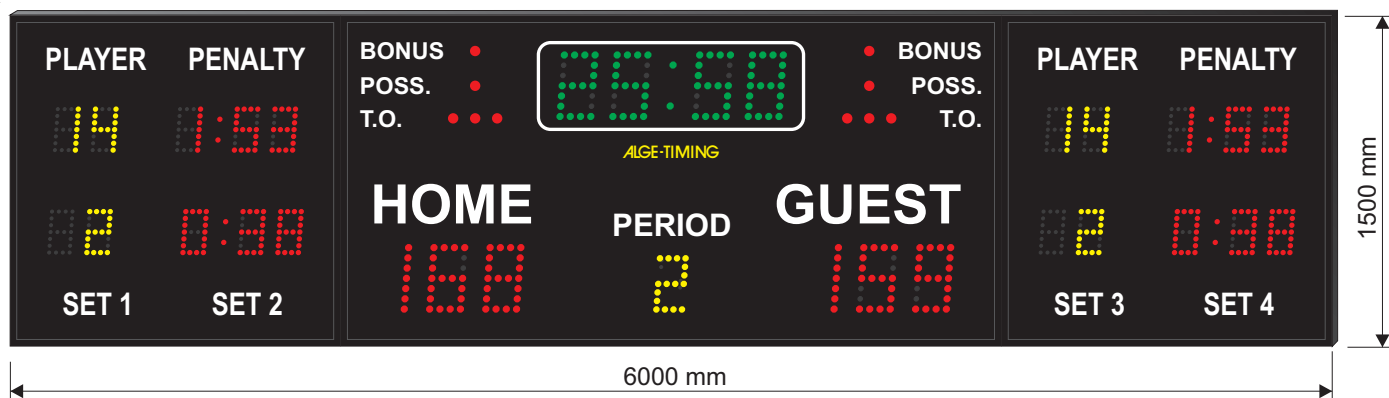 PLAYER PENALTY
14 1:53
2 0:38
SET 1 SET 2
BONUS
POSS.
T.O.
25:58
ALGE-TIMING
BONUS
POSS.
T.O.
HOME
168
PERIOD
2
GUEST
159
PLAYER PENALTY
14 1:53
2 0:38
SET 3 SET 4
1500 mm
6000 mm